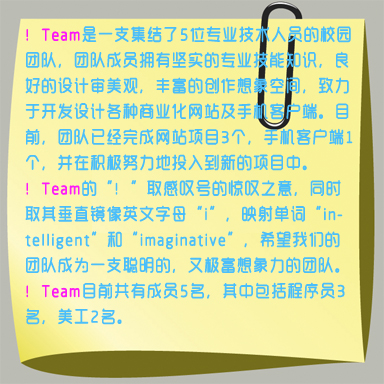 ！Team是一支集结了5位专业技术人员的校园
团队，团队成员拥有坚实的专业技能知识，良
好的设计审美观，丰富的创作想象空间，致力
于开发设计各种商业化网站及手机客户端。目
前，团队已经完成网站项目3个，手机客户端1
个，并在积极努力地投入到新的项目中。
！Team的“！”取感叹号的惊叹之意，同时
取其垂直镜像英文字母“i”，映射单词“in-
telligent”和“imaginative”，希望我们的
团队成为一支聪明的，又极富想象力的团队。
！Team目前共有成员5名，其中包括程序员3
名，美工2名。